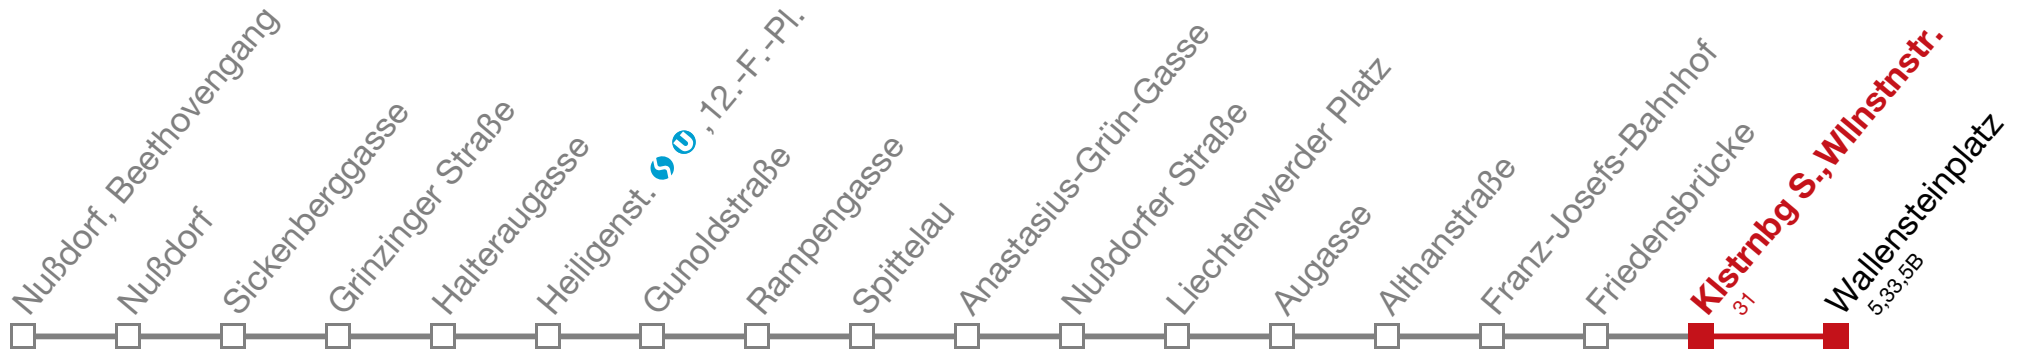 Nußdorf, Beethovengang
Nußdorf
Sickenberggasse
Grinzinger Straße
Halteraugasse
Heiligenst. S U , 12.-F.-Pl.
Gunoldstraße
Rampengasse
Spittelau
Anastasius-Grün-Gasse
Nußdorfer Straße
Liechtenwerder Platz
Augasse
Althanstraße
Franz-Josefs-Bahnhof
Friedensbrücke
Klstrnbg S.,Wllnstnstr.
31
Wallensteinplatz
5,33,5B